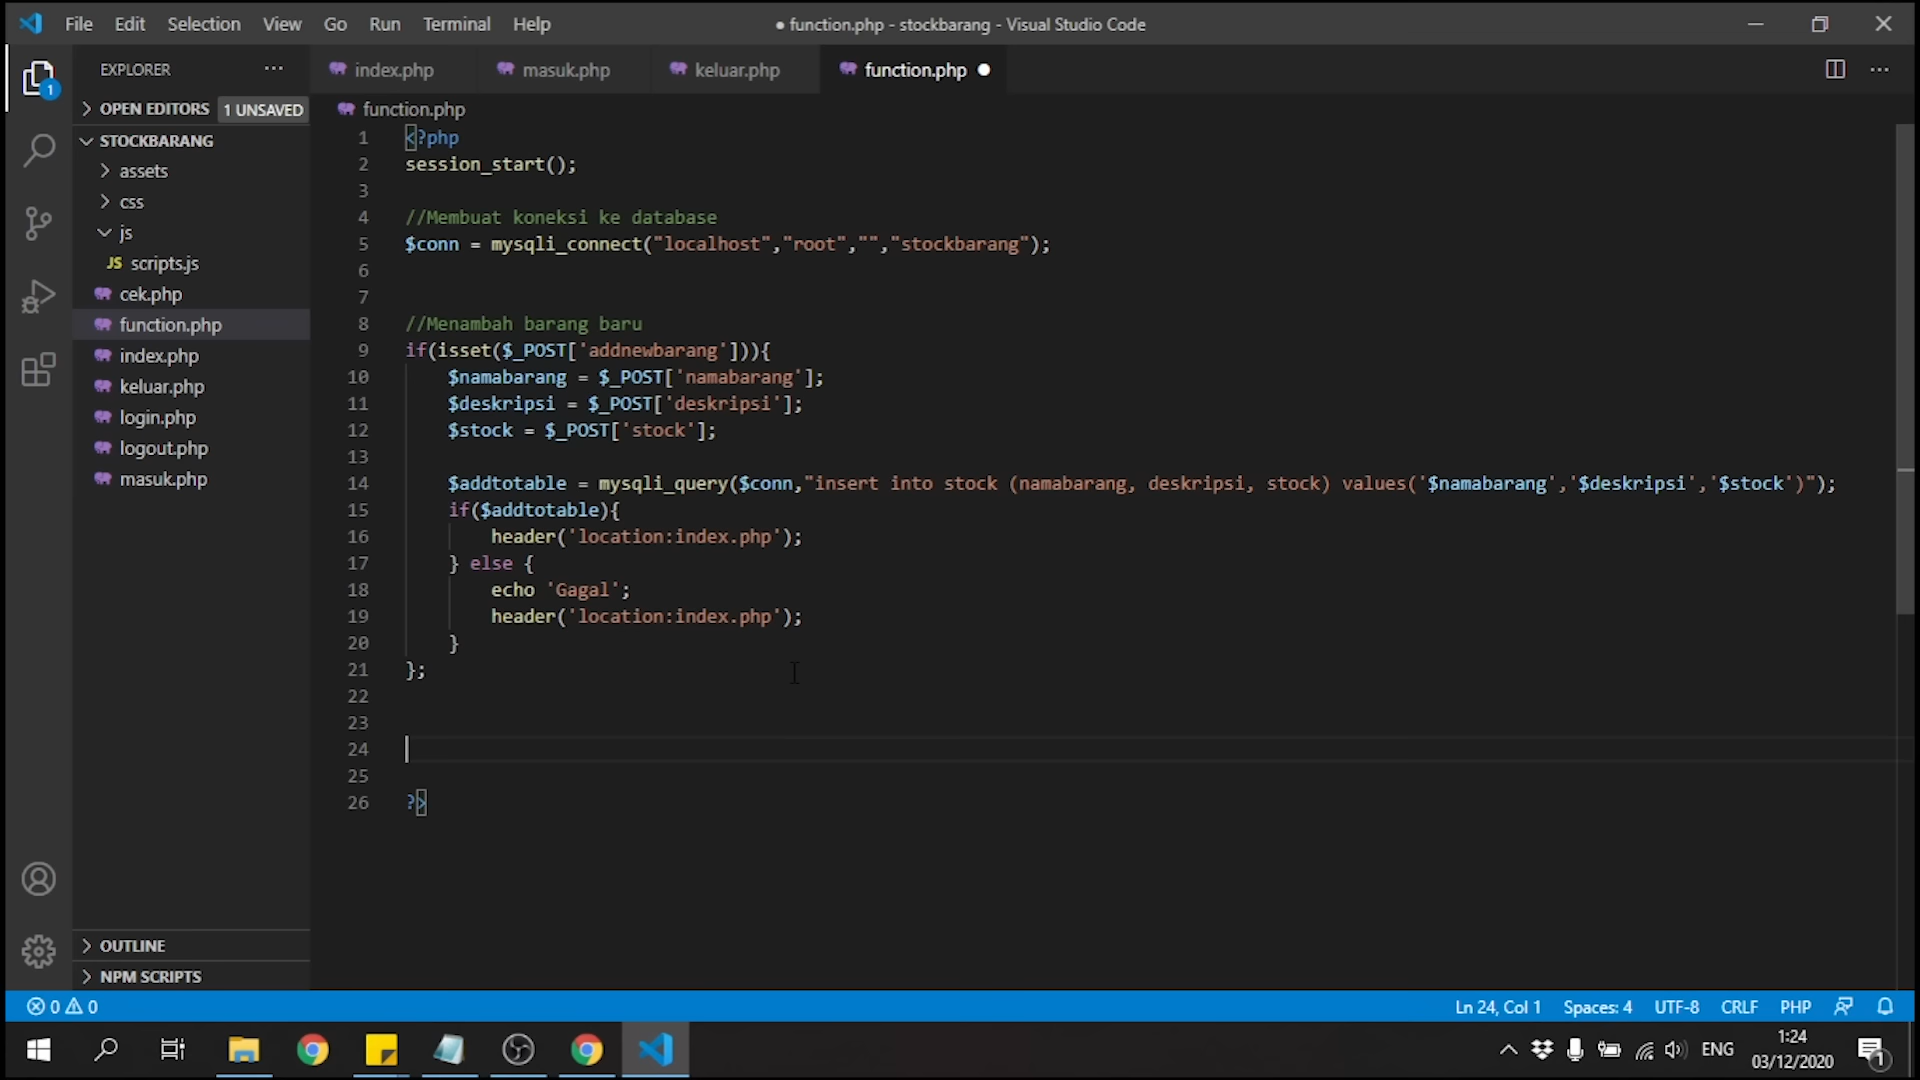 File Edit Selection View Go Run Terminal Help
● function.php - stockbarang - Visual Studio Code
1
EXPLORER ···
OPEN EDITORS 1 UNSAVED
STOCKBARANG
assets
css
js
JS scripts.js
cek.php
function.php
index.php
keluar.php
login.php
logout.php
masuk.php
OUTLINE
NPM SCRIPTS
index.php masuk.php keluar.php function.php ●
function.php
1 <?php
2 session_start();
3
4 //Membuat koneksi ke database
5 $conn = mysqli_connect("localhost","root","","stockbarang");
6
7
8 //Menambah barang baru
9 if(isset($_POST['addnewbarang'])){
10 $namabarang = $_POST['namabarang'];
11 $deskripsi = $_POST['deskripsi'];
12 $stock = $_POST['stock'];
13
14 $addtotable = mysqli_query($conn,"insert into stock (namabarang, deskripsi, stock) values('$namabarang','$deskripsi','$stock')");
15 if($addtotable){
16 header('location:index.php');
17 } else {
18 echo 'Gagal';
19 header('location:index.php');
20 }
21 };
22
23
24
25
26 ?>
0 0 Ln 24, Col 1 Spaces: 4 UTF-8 CRLF PHP
ENG 1:24
03/12/2020
1